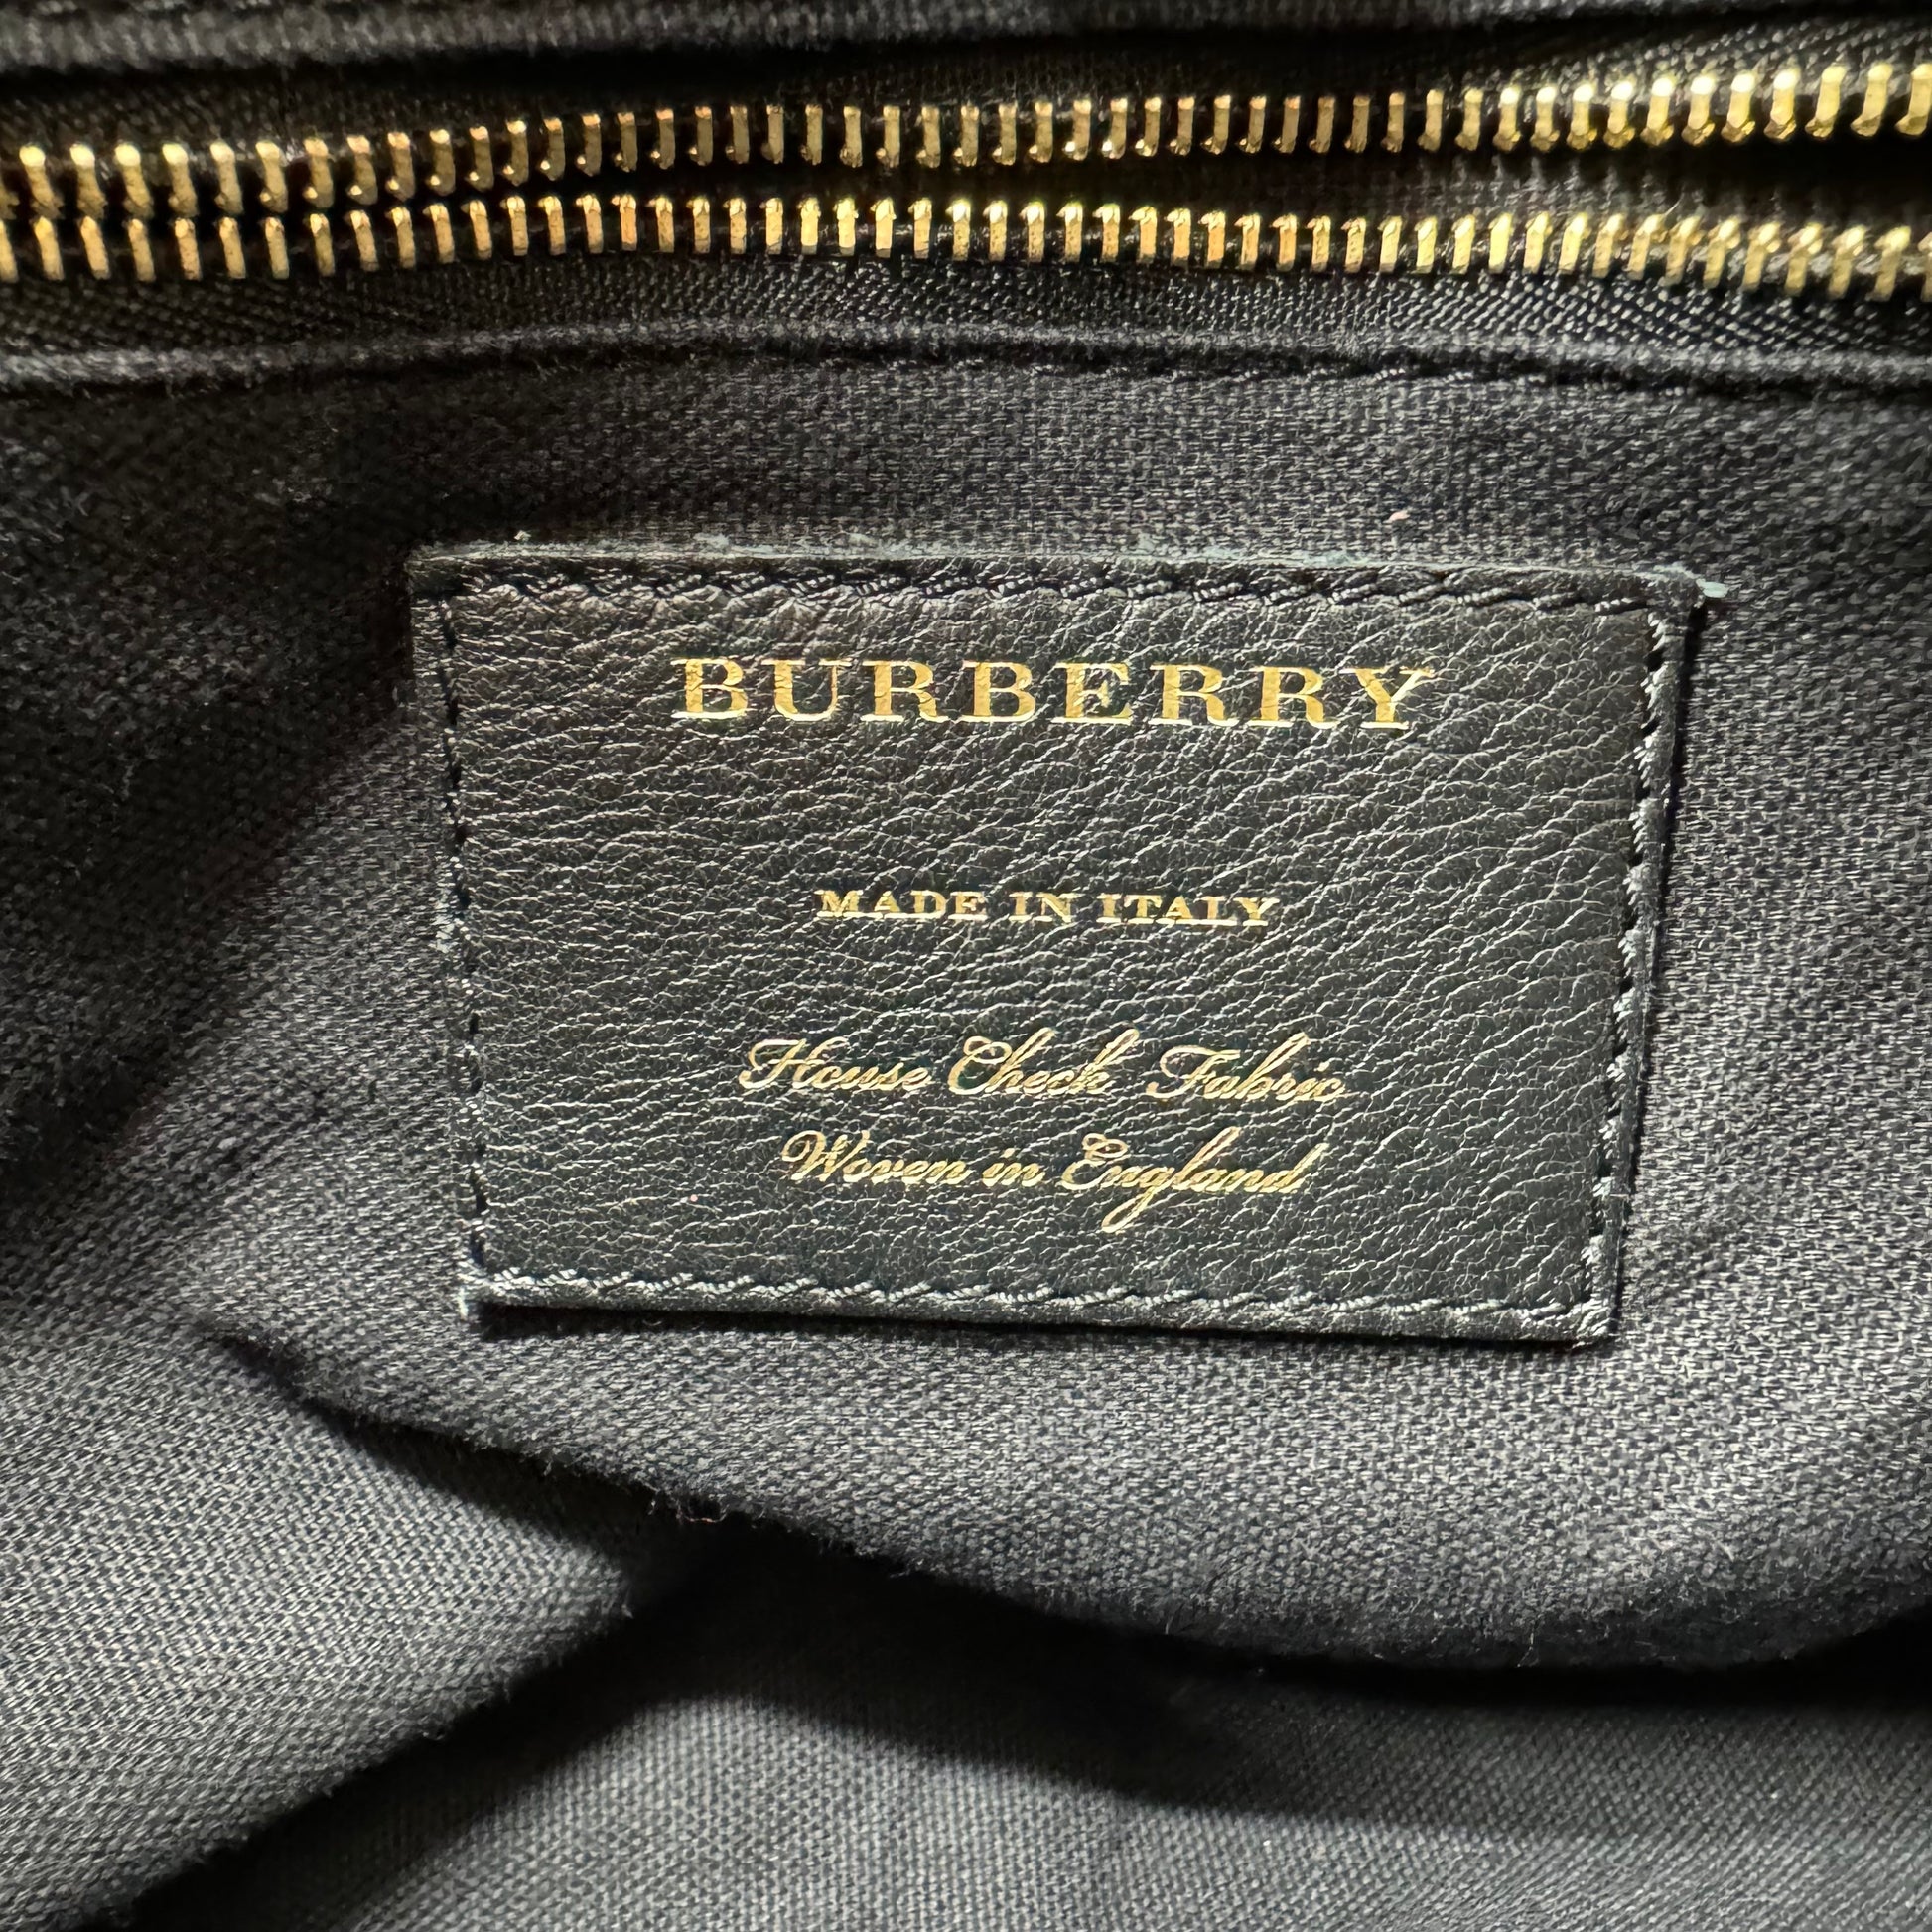 BURBERRY
MADE IN ITALY
House Check Fabric
Woven in England